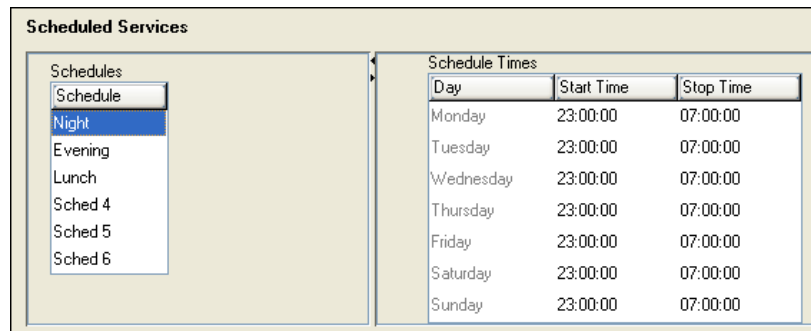 Scheduled Services
Schedules
Schedule
Night
Evening
Lunch
Sched 4
Sched 5
Sched 6
Schedule Times
Day Start Time Stop Time
Monday 23:00:00 07:00:00
Tuesday 23:00:00 07:00:00
Wednesday 23:00:00 07:00:00
Thursday 23:00:00 07:00:00
Friday 23:00:00 07:00:00
Saturday 23:00:00 07:00:00
Sunday 23:00:00 07:00:00